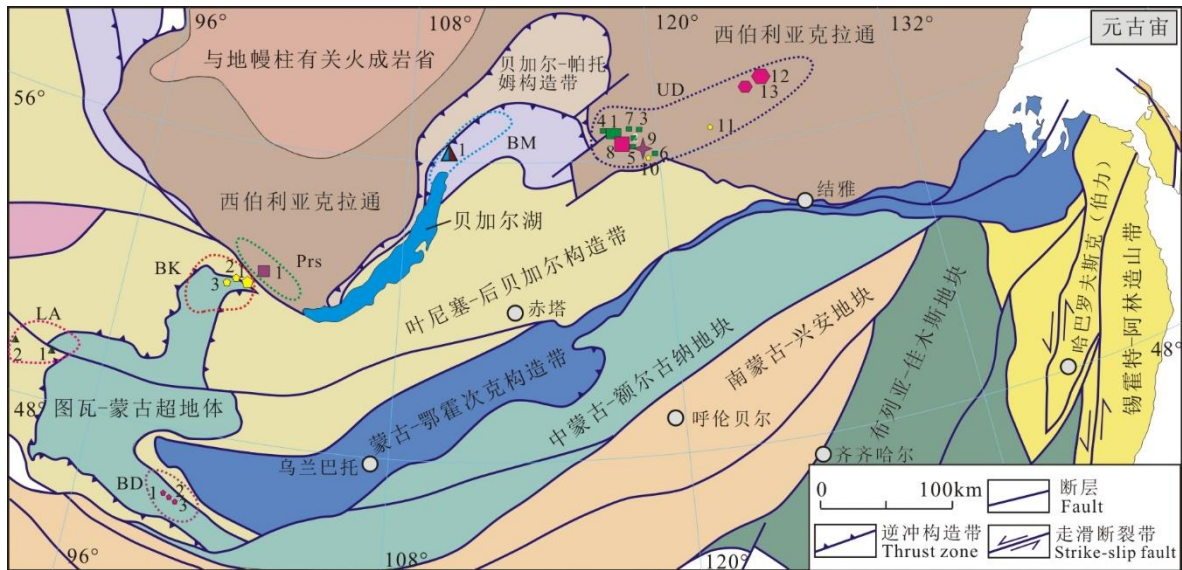 96°
108°
120°
132°
元古宙
与地幔柱有关火成岩省
西伯利亚克拉通
贝加尔-帕托
姆构造带
UD
12
13
56°
4
1
7
3
11
8
9
5
10
6
1
BM
西伯利亚克拉通
结雅
贝加尔湖
BK
2
1
3
1
Prs
叶尼塞-后贝加尔构造带
赤塔
哈巴罗夫斯克（伯力）
锡霍特-阿林造山带
LA
2
1
48°
48°
图瓦-蒙古超地体
蒙古-鄂霍次克构造带
中蒙古-额尔古纳地块
南蒙古-兴安地块
布列亚-佳木斯地块
呼伦贝尔
乌兰巴托
齐齐哈尔
BD
1
2
3
96°
108°
120°
0
100km
断层
Fault
逆冲构造带
Thrust zone
走滑断裂带
Strike-slip fault